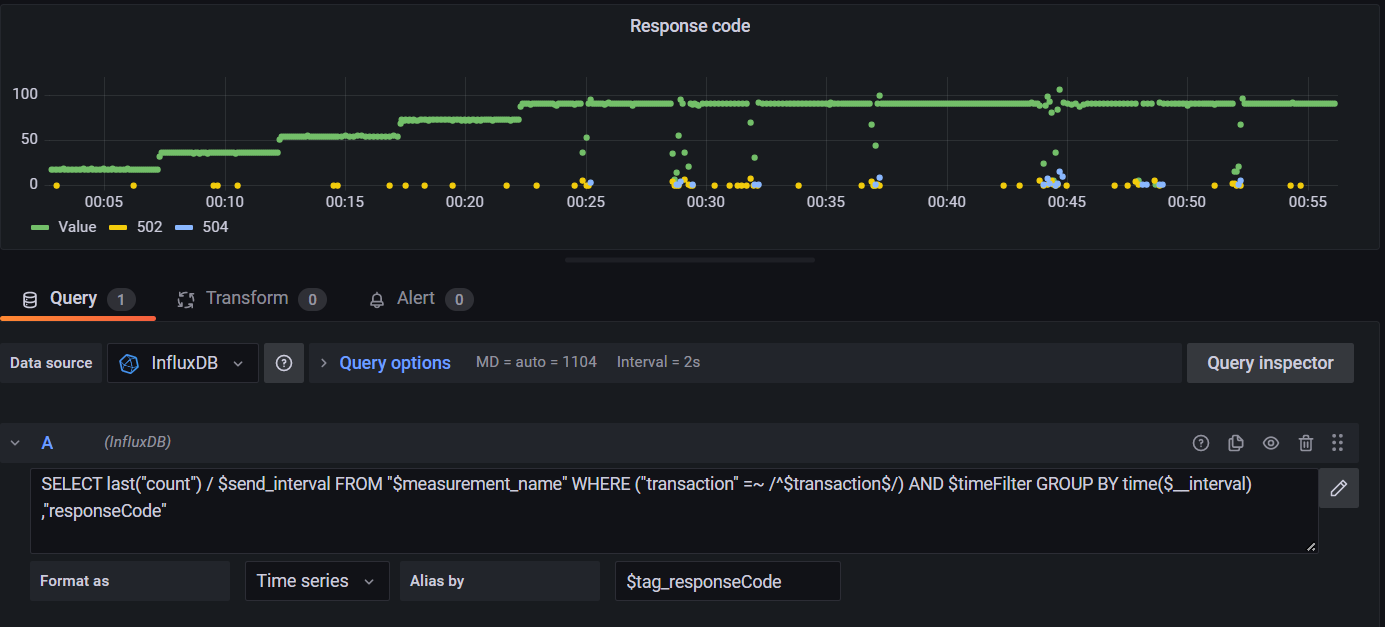 Response code
100
50
0
00:05 00:10 00:15 00:20 00:25 00:30 00:35 00:40 00:45 00:50 00:55
Value 502 504
Query 1 Transform 0 Alert 0
Data source InfluxDB Query options MD = auto = 1104 Interval = 2s Query inspector
A (InfluxDB)
SELECT last("count") / $send_interval FROM "$measurement_name" WHERE ("transaction" =~ /^$transaction$/) AND $timeFilter GROUP BY time($__interval)
,"responseCode"
Format as Time series Alias by $tag_responseCode